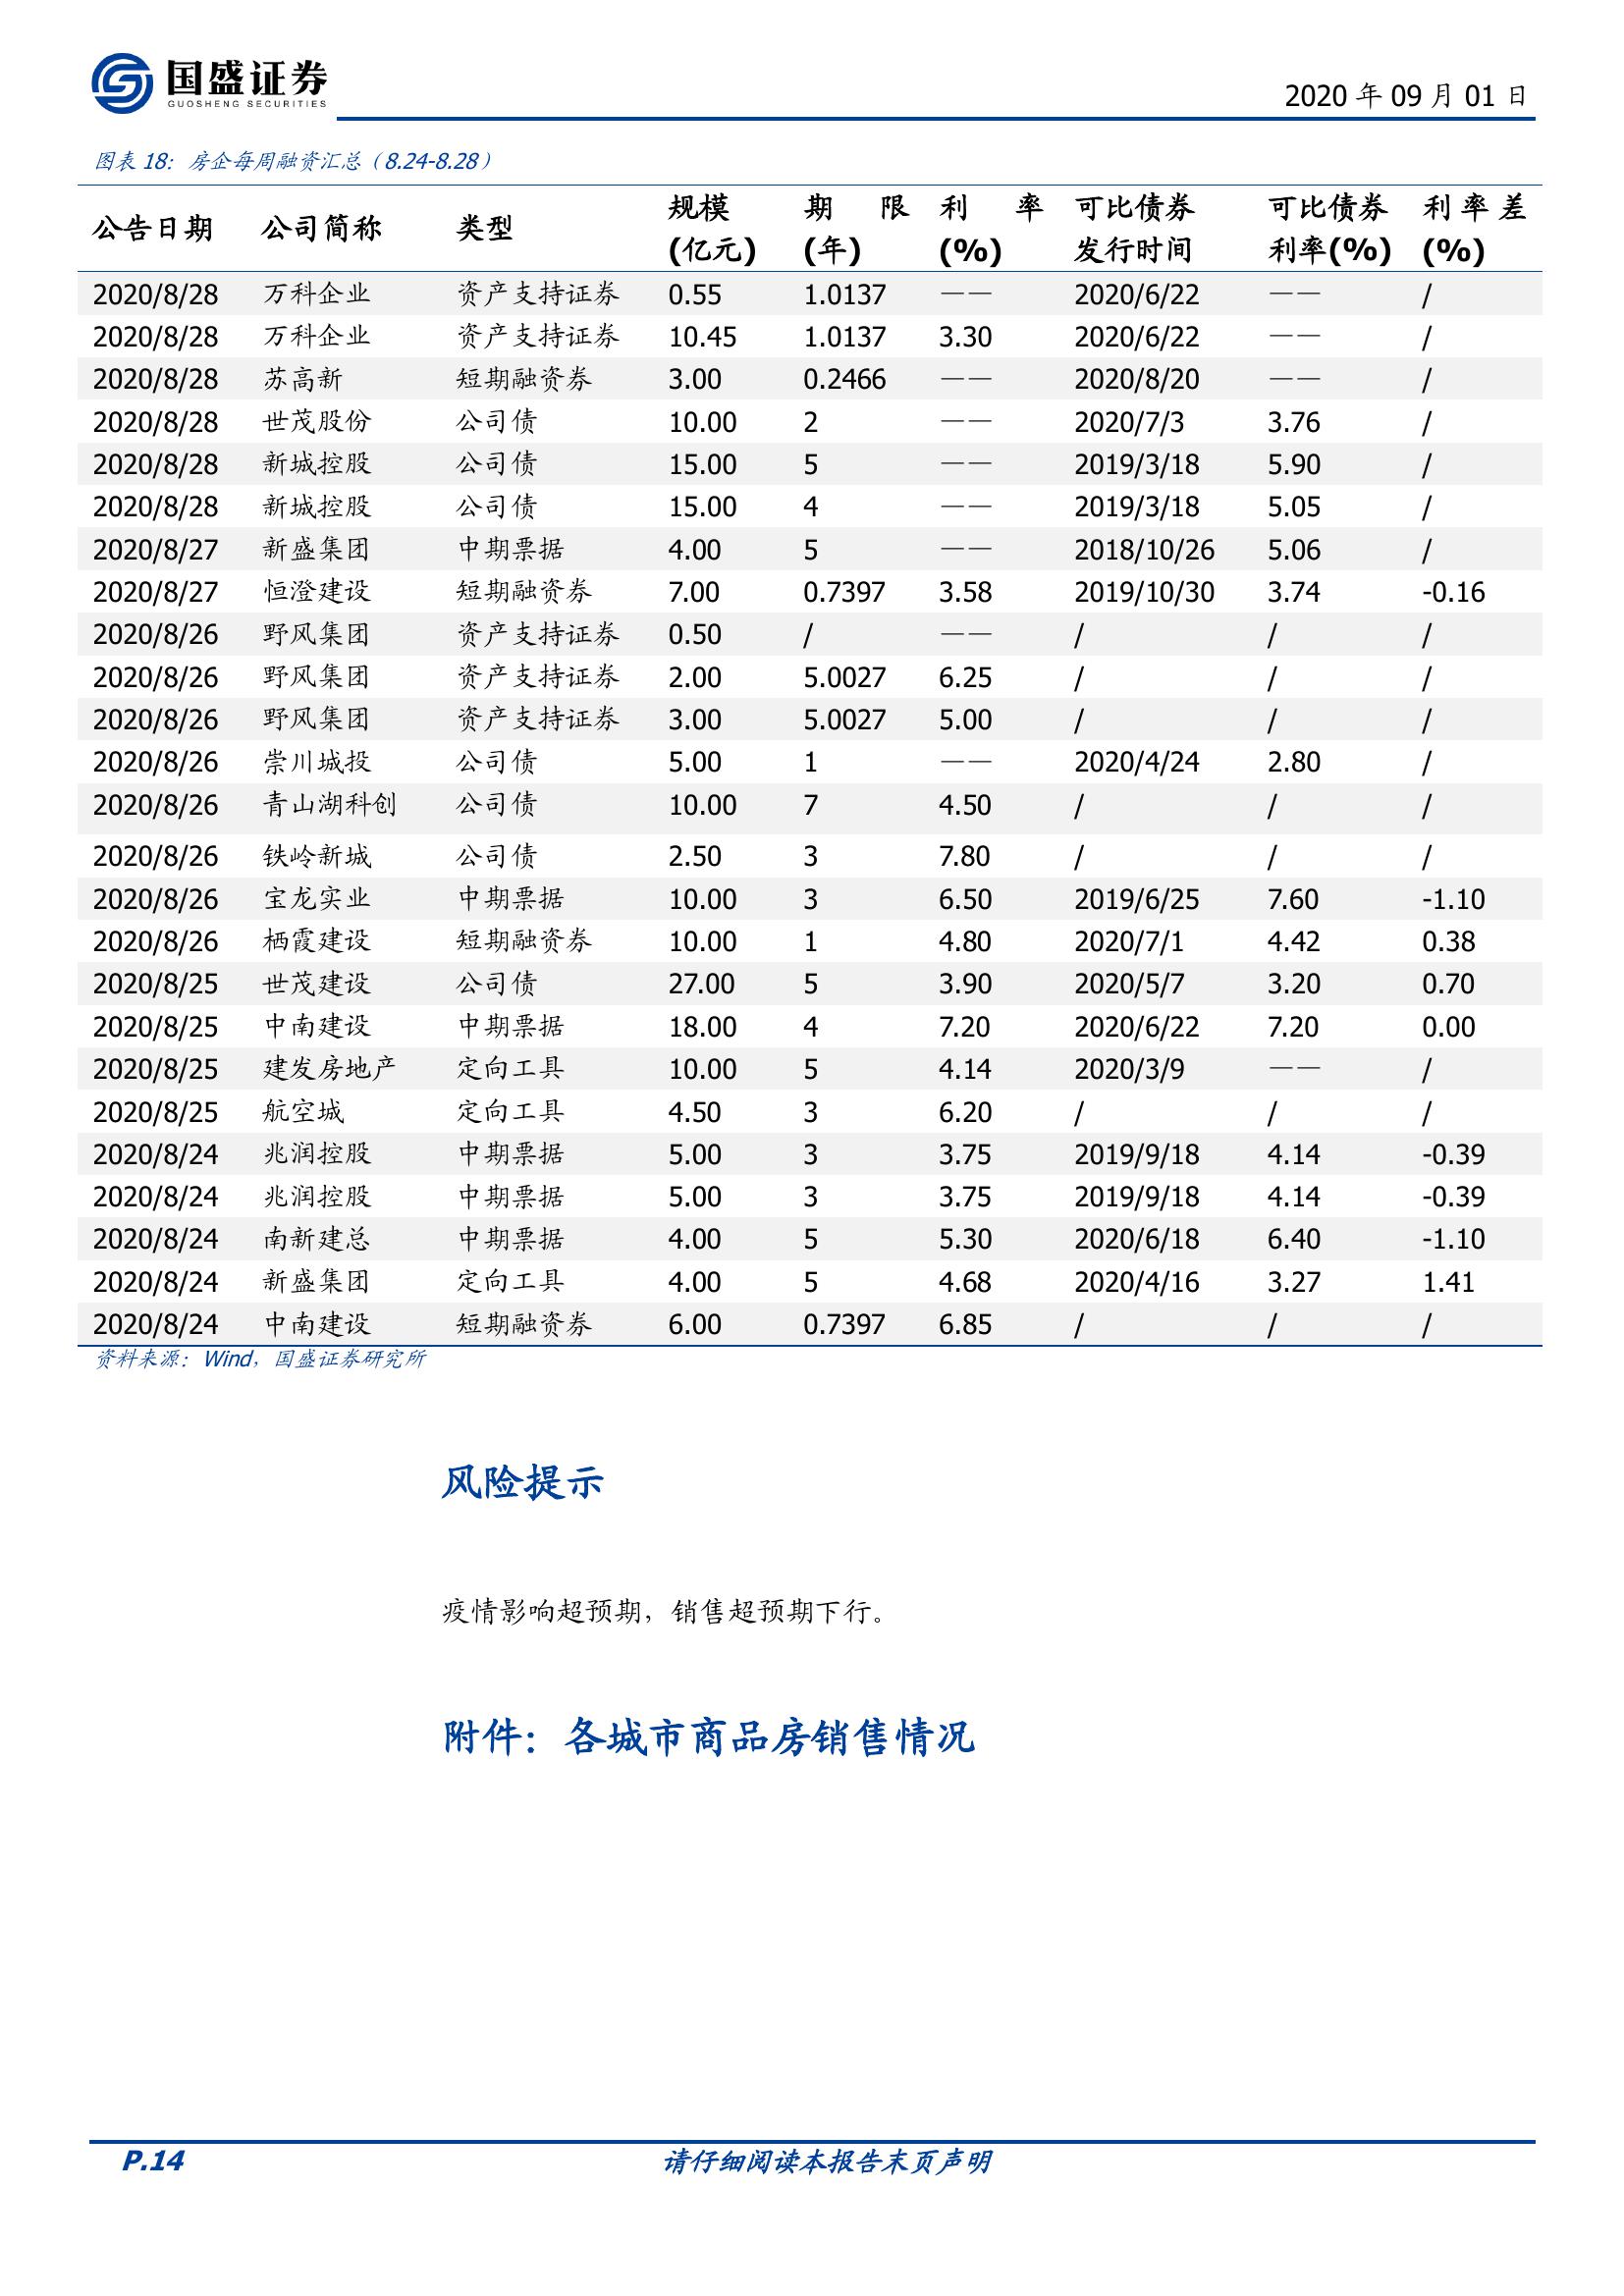 国盛证券
GUOSHENG SECURITIES
2020 年 09 月 01 日
图表 18：房企每周融资汇总（8.24-8.28）
公告日期 公司简称 类型 规模(亿元) 期限(年) 利率(%) 可比债券发行时间 可比债券利率(%) 利率差(%)
2020/8/28 万科企业 资产支持证券 0.55 1.0137 —— 2020/6/22 —— /
2020/8/28 万科企业 资产支持证券 10.45 1.0137 3.30 2020/6/22 —— /
2020/8/28 苏高新 短期融资券 3.00 0.2466 —— 2020/8/20 —— /
2020/8/28 世茂股份 公司债 10.00 2 —— 2020/7/3 3.76 /
2020/8/28 新城控股 公司债 15.00 5 —— 2019/3/18 5.90 /
2020/8/28 新城控股 公司债 15.00 4 —— 2019/3/18 5.05 /
2020/8/27 新盛集团 中期票据 4.00 5 —— 2018/10/26 5.06 /
2020/8/27 恒澄建设 短期融资券 7.00 0.7397 3.58 2019/10/30 3.74 -0.16
2020/8/26 野风集团 资产支持证券 0.50 / —— / / /
2020/8/26 野风集团 资产支持证券 2.00 5.0027 6.25 / / /
2020/8/26 野风集团 资产支持证券 3.00 5.0027 5.00 / / /
2020/8/26 崇川城投 公司债 5.00 1 —— 2020/4/24 2.80 /
2020/8/26 青山湖科创 公司债 10.00 7 4.50 / / /
2020/8/26 铁岭新城 公司债 2.50 3 7.80 / / /
2020/8/26 宝龙实业 中期票据 10.00 3 6.50 2019/6/25 7.60 -1.10
2020/8/26 栖霞建设 短期融资券 10.00 1 4.80 2020/7/1 4.42 0.38
2020/8/25 世茂建设 公司债 27.00 5 3.90 2020/5/7 3.20 0.70
2020/8/25 中南建设 中期票据 18.00 4 7.20 2020/6/22 7.20 0.00
2020/8/25 建发房地产 定向工具 10.00 5 4.14 2020/3/9 —— /
2020/8/25 航空城 定向工具 4.50 3 6.20 / / /
2020/8/24 兆润控股 中期票据 5.00 3 3.75 2019/9/18 4.14 -0.39
2020/8/24 兆润控股 中期票据 5.00 3 3.75 2019/9/18 4.14 -0.39
2020/8/24 南新建总 中期票据 4.00 5 5.30 2020/6/18 6.40 -1.10
2020/8/24 新盛集团 定向工具 4.00 5 4.68 2020/4/16 3.27 1.41
2020/8/24 中南建设 短期融资券 6.00 0.7397 6.85 / / /
资料来源：Wind，国盛证券研究所
风险提示
疫情影响超预期，销售超预期下行。
附件：各城市商品房销售情况
P.14 请仔细阅读本报告末页声明